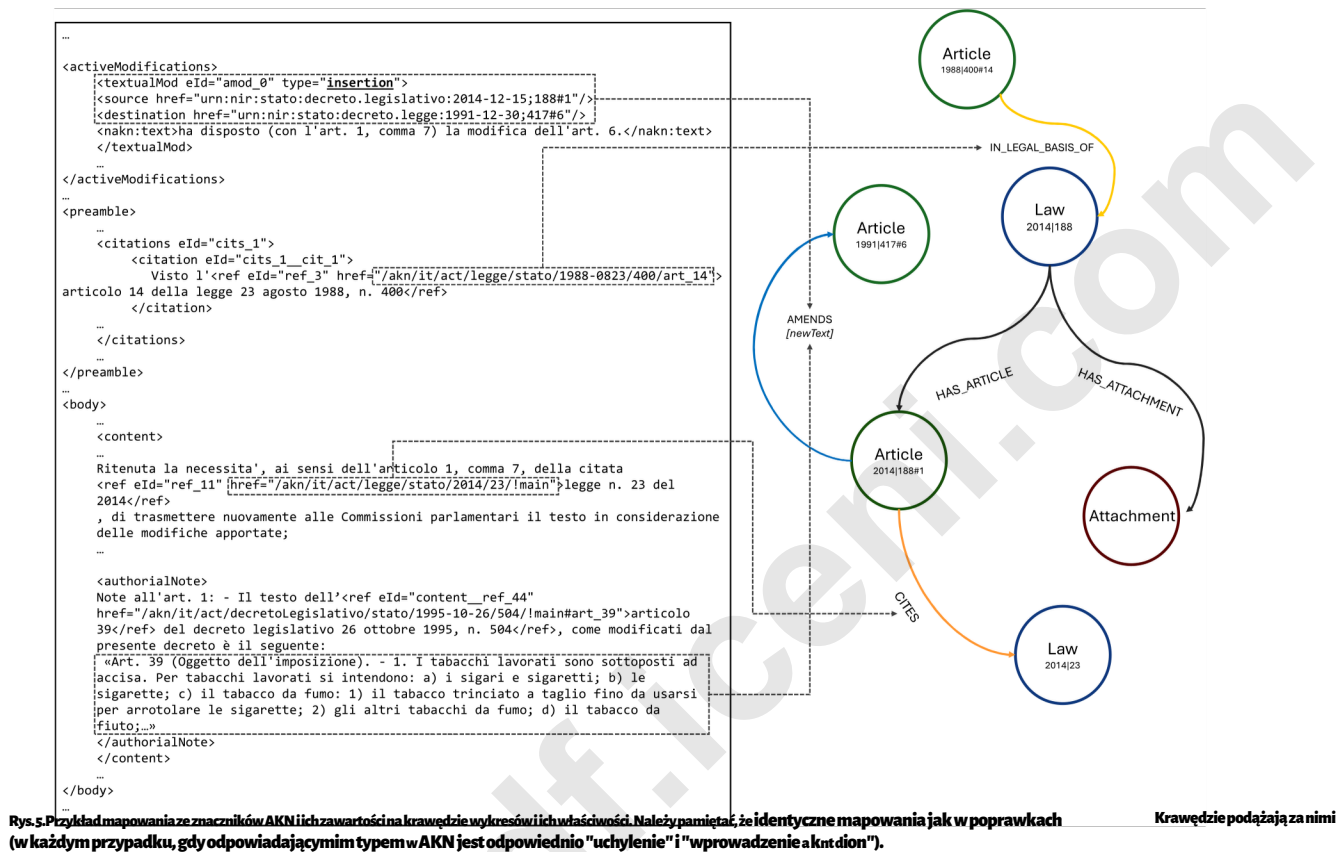 …
<activeModifications>
<textualMod eId="amod_0" type="insertion">
<source href="urn:nir:stato:decreto.legislativo:2014-12-15;188#1"/>
<destination href="urn:nir:stato:decreto.legge:1991-12-30;417#6"/>
<nakn:text>ha disposto (con l'art. 1, comma 7) la modifica dell'art. 6.</nakn:text>
</textualMod>
…
</activeModifications>
…
<preamble>
…
<citations eId="cits_1">
<citation eId="cits_1__cit_1">
Visto l'<ref eId="ref_3" href="/akn/it/act/legge/stato/1988-0823/400/art_14">
articolo 14 della legge 23 agosto 1988, n. 400</ref>
</citation>
…
</citations>
…
</preamble>
…
<body>
…
<content>
…
Ritenuta la necessita', ai sensi dell'articolo 1, comma 7, della citata
<ref eId="ref_11" href="/akn/it/act/legge/stato/2014/23/!main">legge n. 23 del
2014</ref>
, di trasmettere nuovamente alle Commissioni parlamentari il testo in considerazione
delle modifiche apportate;
…
<authorialNote>
Note all'art. 1: - Il testo dell’<ref eId="content__ref_44"
href="/akn/it/act/decretoLegislativo/stato/1995-10-26/504/!main#art_39">articolo
39</ref> del decreto legislativo 26 ottobre 1995, n. 504</ref>, come modificati dal
presente decreto è il seguente:
«Art. 39 (Oggetto dell'imposizione). - 1. I tabacchi lavorati sono sottoposti ad
accisa. Per tabacchi lavorati si intendono: a) i sigari e sigaretti; b) le
sigarette; c) il tabacco da fumo: 1) il tabacco trinciato a taglio fino da usarsi
per arrotolare le sigarette; 2) gli altri tabacchi da fumo; d) il tabacco da
fiuto;…»
</authorialNote>
</content>
…
</body>
…
Article
1988|400#14
IN_LEGAL_BASIS_OF
Law
2014|188
Article
1991|417#6
AMENDS
[newText]
HAS_ARTICLE
HAS_ATTACHMENT
Article
2014|188#1
Attachment
CITES
Law
2014|23
Rys. 5. Przykład mapowania ze znaczników AKN i ich zawartości na krawędzie wykresów i ich właściwości. Należy pamiętać, że identyczne mapowania jak w poprawkach Krawędzie podążają za nimi
(w każdym przypadku, gdy odpowiadającymim typem w AKN jest odpowiednio "uchylenie" i "wprowadzenie